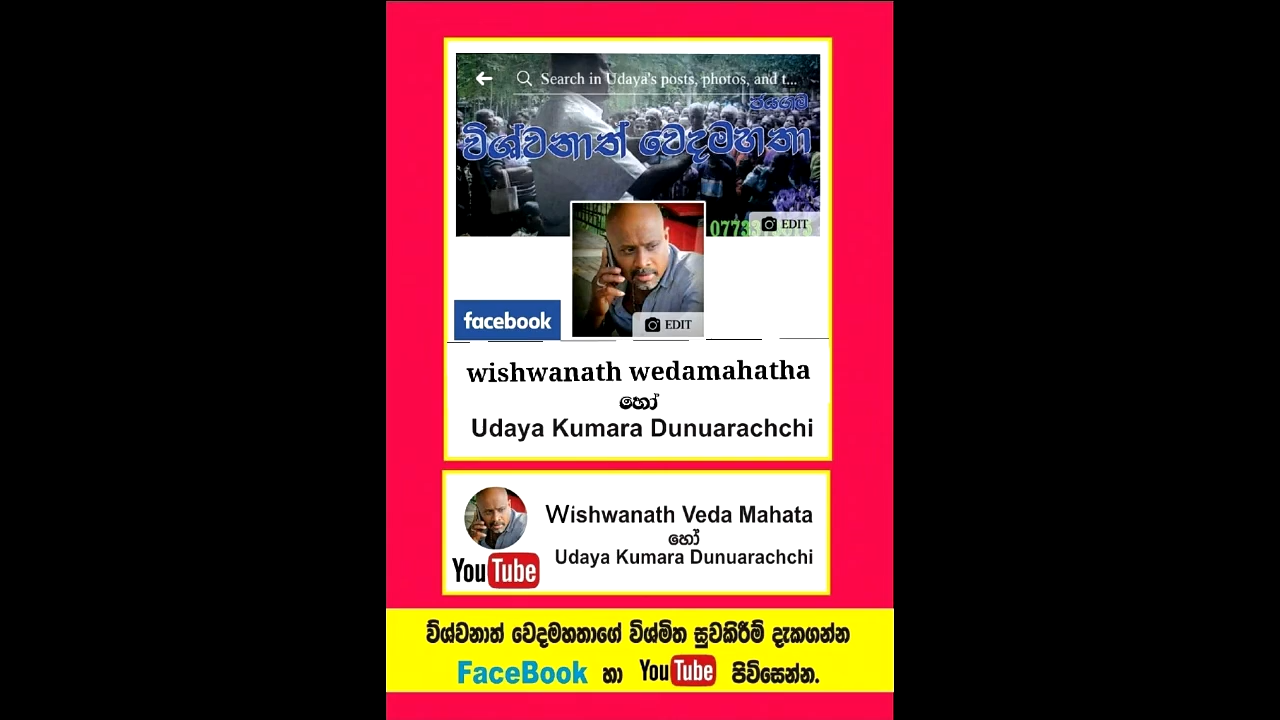 Search in Udaya's posts, photos, and t...
ජයගුම්
විශ්වනාත් වෙදමහතා
EDIT
EDIT
facebook
wishwanath wedamahatha
හෝ
Udaya Kumara Dunuarachchi
Wishwanath Veda Mahata
හෝ
Udaya Kumara Dunuarachchi
YouTube
විශ්වනාත් වෙදමහතාගේ විශ්මිත සුවකිරීම් දැකගන්න
FaceBook හා YouTube පිවිසෙන්න.